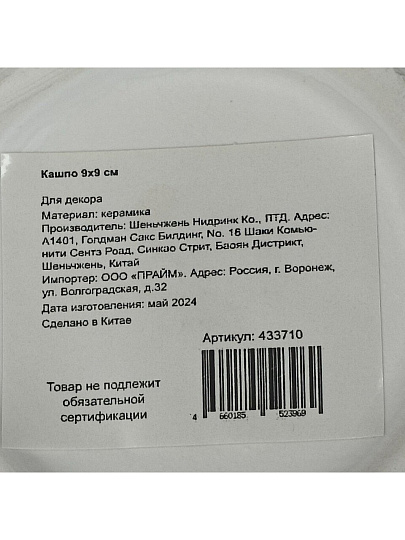 Кашпо 9х9 см
Для декора
Материал: керамика
Производитель: Шеньчжень Нидринк Ко., ПТД. Адрес:
А1401, Голдман Сакс Билдинг, No. 16 Шаки Комью-
нити Сентэ Роад, Синкао Стрит, Баоян Дистрикт,
Шеньчжень, Китай
Импортер: ООО «ПРАЙМ». Адрес: Россия, г. Воронеж,
ул. Волгоградская, д.32
Дата изготовления: май 2024
Сделано в Китае
Артикул: 433710
Товар не подлежит
обязательной
сертификации
4 660185 523969